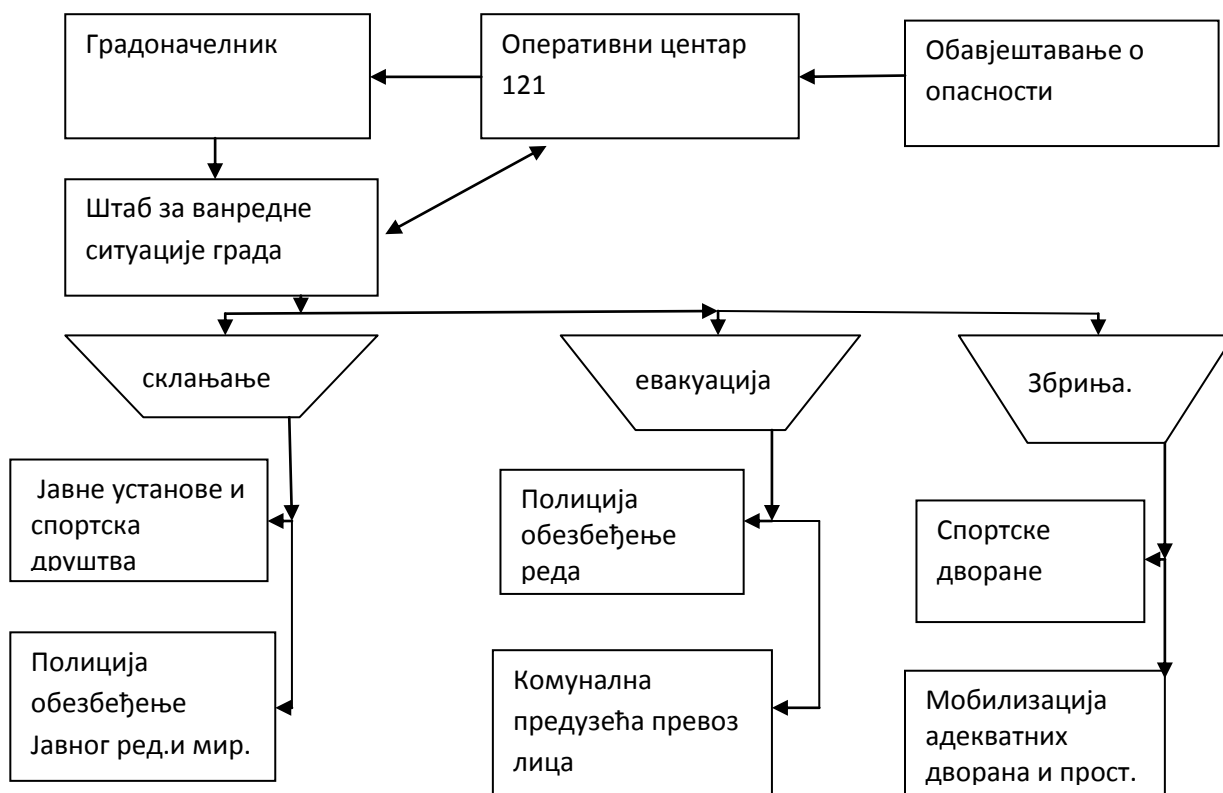 Градоначелник
Оперативни центар
121
Обавјештавање о
опасности
Штаб за ванредне
ситуације града
склањање
евакуација
Збриња.
Јавне установе и
спортска
друштва
Полиција
обезбеђење
реда
Спортске
дворане
Полиција
обезбеђење
Јавног ред.и мир.
Комунална
предузећа превоз
лица
Мобилизација
адекватних
дворана и прост.